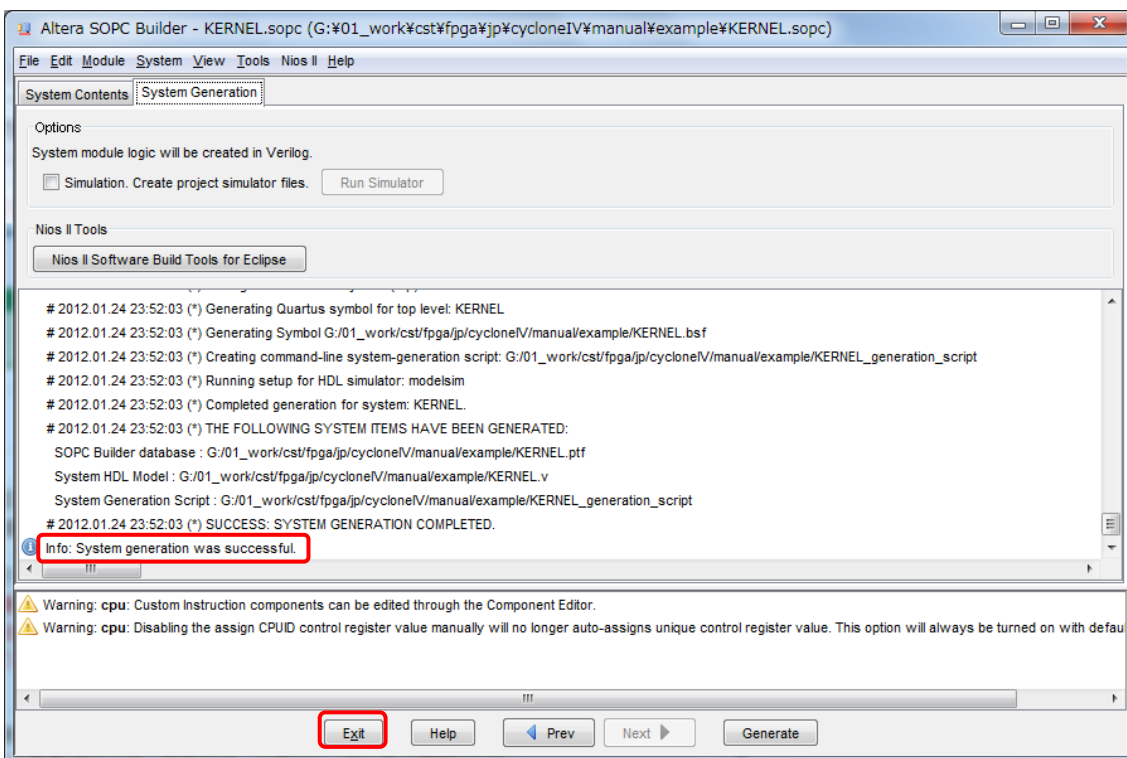 Altera SOPC Builder - KERNEL.sopc (G:¥01_work¥cst¥fpga¥jp¥cycloneIV¥manual¥example¥KERNEL.sopc)
File Edit Module System View Tools Nios II Help
System Contents System Generation
Options
System module logic will be created in Verilog.
Simulation. Create project simulator files. Run Simulator
Nios II Tools
Nios II Software Build Tools for Eclipse
# 2012.01.24 23:52:03 (*) Generating Quartus symbol for top level: KERNEL
# 2012.01.24 23:52:03 (*) Generating Symbol G:/01_work/cst/fpga/jp/cycloneIV/manual/example/KERNEL.bsf
# 2012.01.24 23:52:03 (*) Creating command-line system-generation script: G:/01_work/cst/fpga/jp/cycloneIV/manual/example/KERNEL_generation_script
# 2012.01.24 23:52:03 (*) Running setup for HDL simulator: modelsim
# 2012.01.24 23:52:03 (*) Completed generation for system: KERNEL.
# 2012.01.24 23:52:03 (*) THE FOLLOWING SYSTEM ITEMS HAVE BEEN GENERATED:
SOPC Builder database : G:/01_work/cst/fpga/jp/cycloneIV/manual/example/KERNEL.ptf
System HDL Model : G:/01_work/cst/fpga/jp/cycloneIV/manual/example/KERNEL.v
System Generation Script : G:/01_work/cst/fpga/jp/cycloneIV/manual/example/KERNEL_generation_script
# 2012.01.24 23:52:03 (*) SUCCESS: SYSTEM GENERATION COMPLETED.
Info: System generation was successful.
Warning: cpu: Custom Instruction components can be edited through the Component Editor.
Warning: cpu: Disabling the assign CPUID control register value manually will no longer auto-assigns unique control register value. This option will always be turned on with defau
Exit Help Prev Next Generate